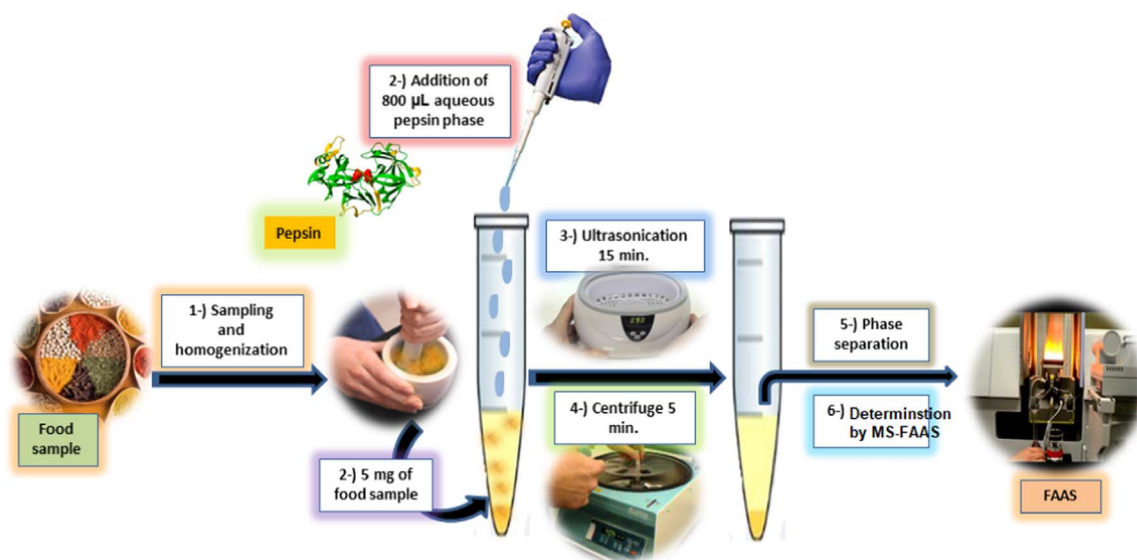 2-) Addition of
800 µL aqueous
pepsin phase
Pepsin
3-) Ultrasonication
15 min.
1-) Sampling
and
homogenization
5-) Phase
separation
Food
sample
2-) 5 mg of
food sample
4-) Centrifuge 5
min.
6-) Determinstion
by MS-FAAS
FAAS